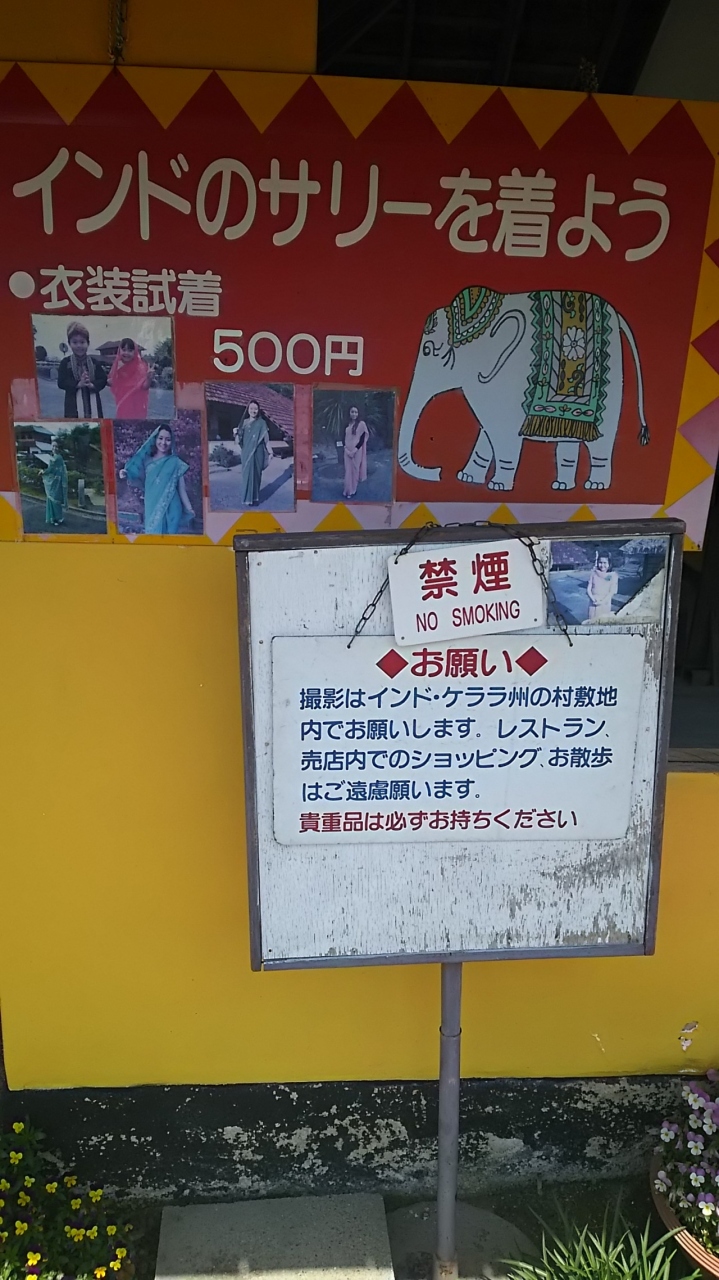 インドのサリーを着よう
●衣装試着
500円
禁煙
NO SMOKING
◆お願い◆
撮影はインド・ケララ州の村敷地
内でお願いします。レストラン、
売店内でのショッピング、お散歩
はご遠慮願います。
貴重品は必ずお持ちください